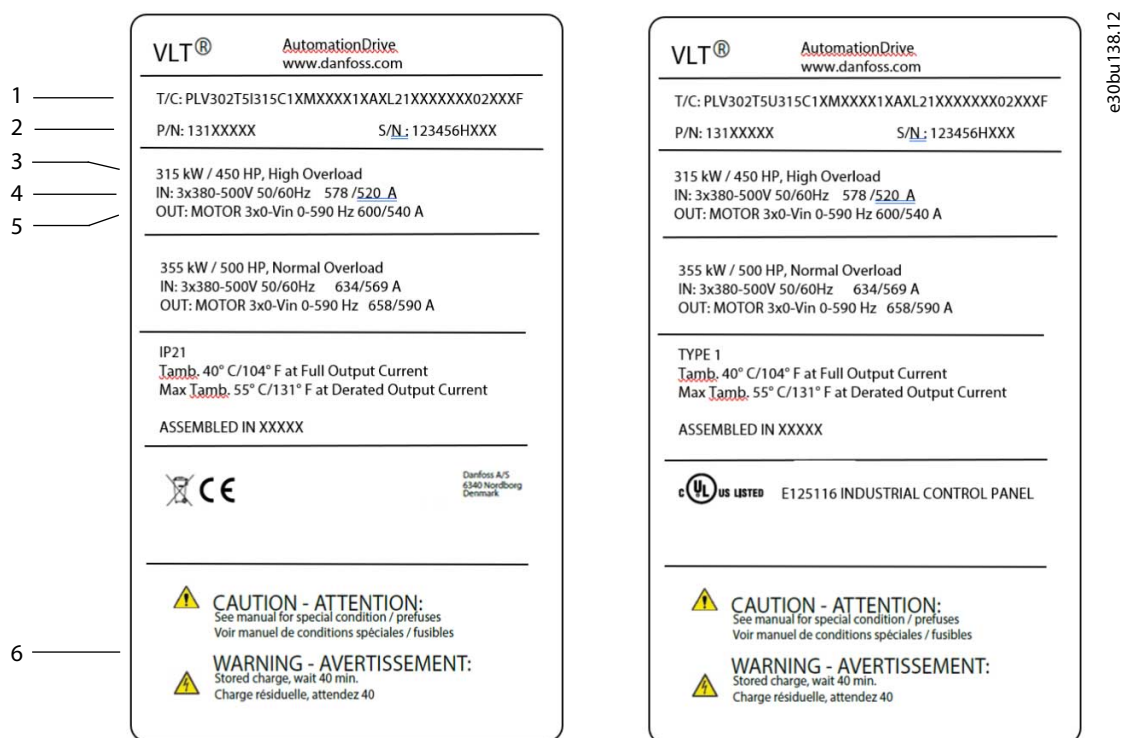 VLT® AutomationDrive
www.danfoss.com
1
T/C: PLV302T5I315C1XMXXXX1XAXL21XXXXXXX02XXXF
2
P/N: 131XXXXX S/N : 123456HXXX
3
315 kW / 450 HP, High Overload
4
IN: 3x380-500V 50/60Hz 578 /520 A
5
OUT: MOTOR 3x0-Vin 0-590 Hz 600/540 A
355 kW / 500 HP, Normal Overload
IN: 3x380-500V 50/60Hz 634/569 A
OUT: MOTOR 3x0-Vin 0-590 Hz 658/590 A
IP21
Tamb. 40° C/104° F at Full Output Current
Max Tamb. 55° C/131° F at Derated Output Current
ASSEMBLED IN XXXXX
CE
Danfoss A/S
6340 Nordborg
Denmark
CAUTION - ATTENTION:
See manual for special condition / prefuses
Voir manuel de conditions spéciales / fusibles
6
WARNING - AVERTISSEMENT:
Stored charge, wait 40 min.
Charge résiduelle, attendez 40
VLT® AutomationDrive
www.danfoss.com
T/C: PLV302T5U315C1XMXXXX1XAXL21XXXXXXX02XXXF
P/N: 131XXXXX S/N : 123456HXXX
315 kW / 450 HP, High Overload
IN: 3x380-500V 50/60Hz 578 /520 A
OUT: MOTOR 3x0-Vin 0-590 Hz 600/540 A
355 kW / 500 HP, Normal Overload
IN: 3x380-500V 50/60Hz 634/569 A
OUT: MOTOR 3x0-Vin 0-590 Hz 658/590 A
TYPE 1
Tamb. 40° C/104° F at Full Output Current
Max Tamb. 55° C/131° F at Derated Output Current
ASSEMBLED IN XXXXX
C UL US LISTED E125116 INDUSTRIAL CONTROL PANEL
CAUTION - ATTENTION:
See manual for special condition / prefuses
Voir manuel de conditions spéciales / fusibles
WARNING - AVERTISSEMENT:
Stored charge, wait 40 min.
Charge résiduelle, attendez 40
e30bu138.12